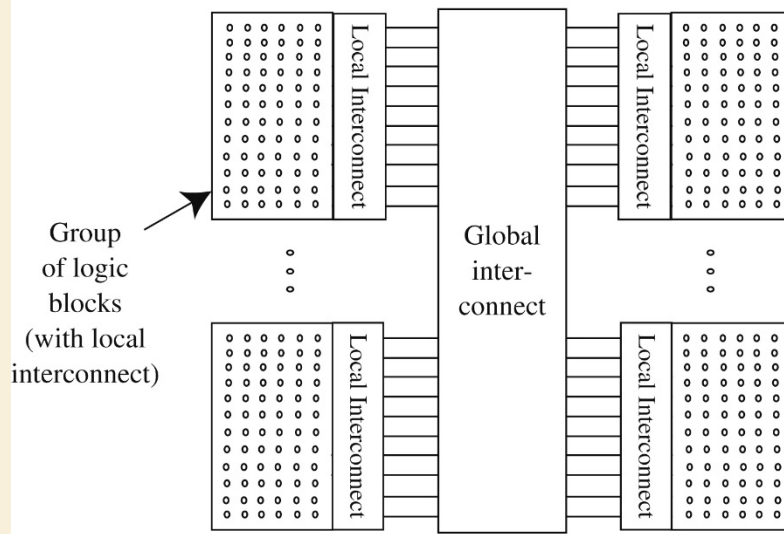 Local Interconnect
Local Interconnect
Group
of logic
blocks
(with local
interconnect)
Global
inter-
connect
Local Interconnect
Local Interconnect